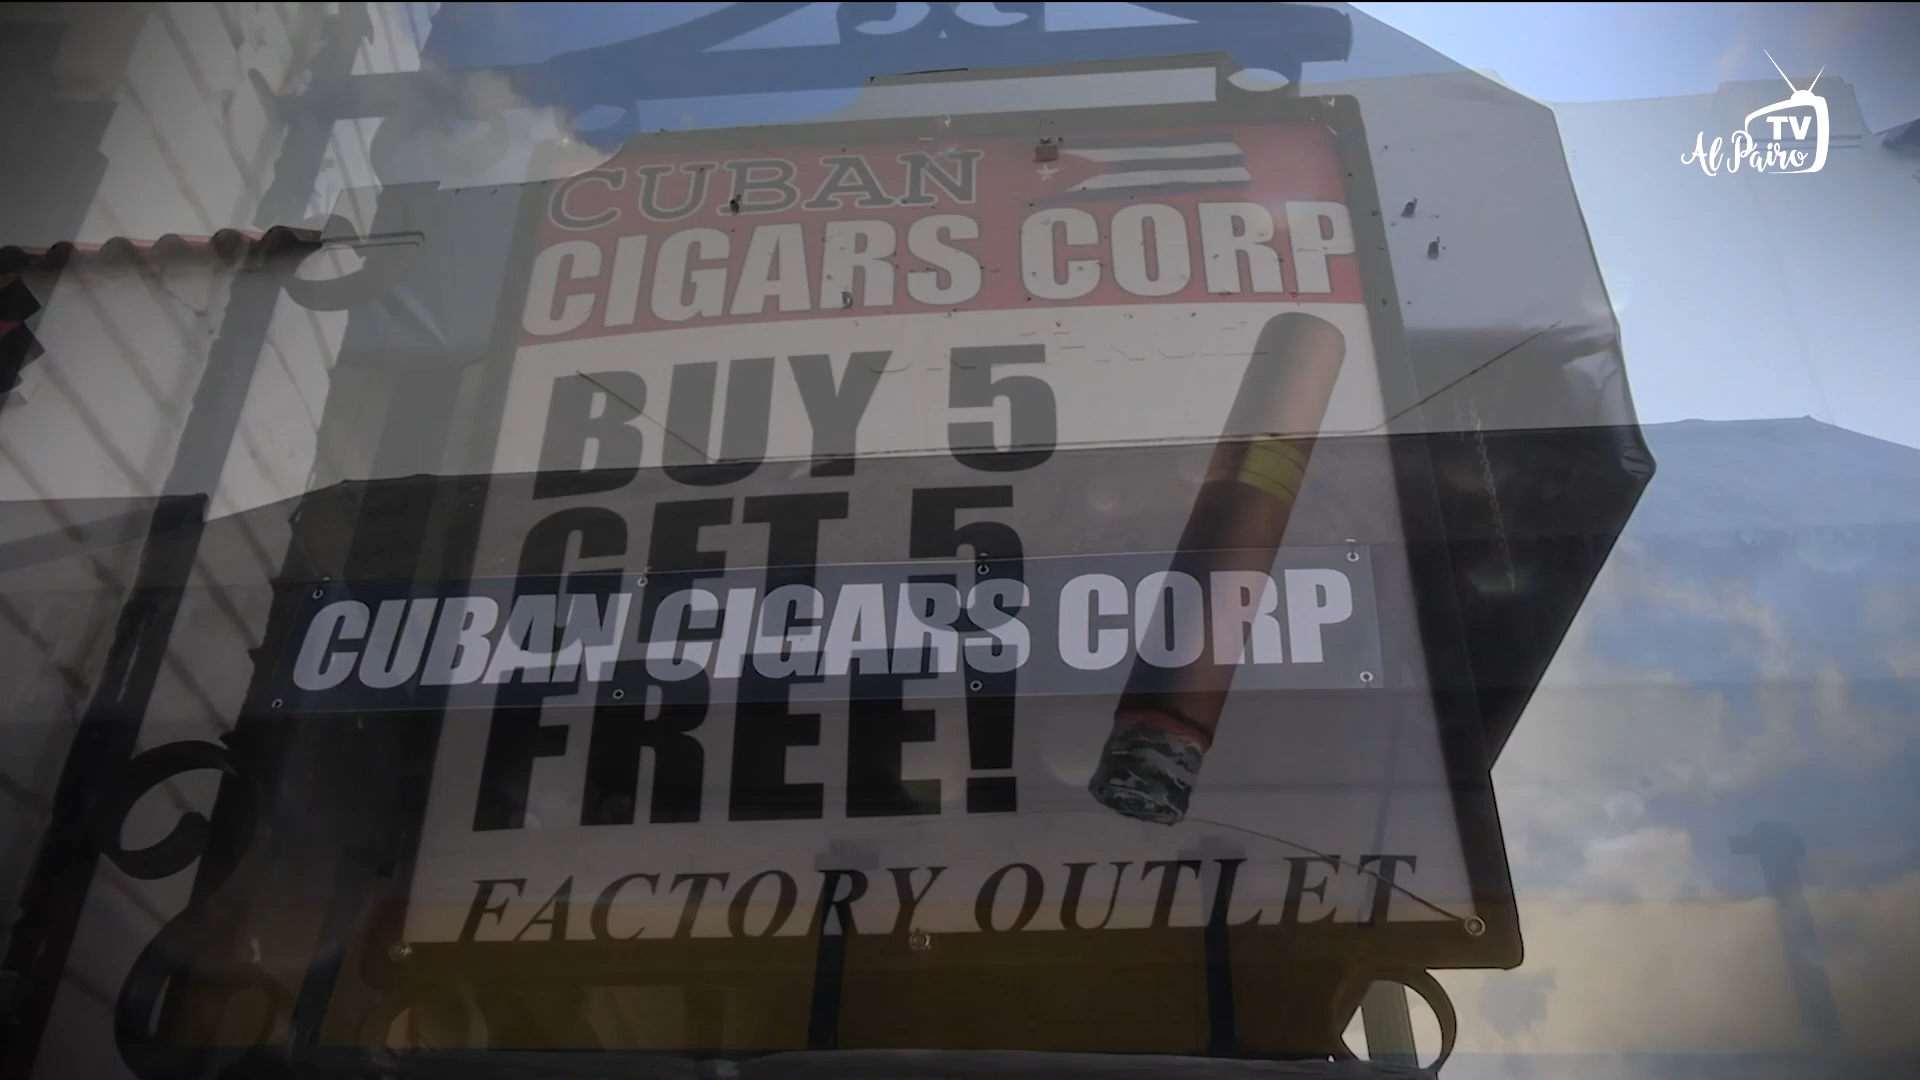 TV
Al Pairo
CUBAN
CIGARS CORP
BUY 5
GET 5
CUBAN CIGARS CORP
FREE!
FACTORY OUTLET